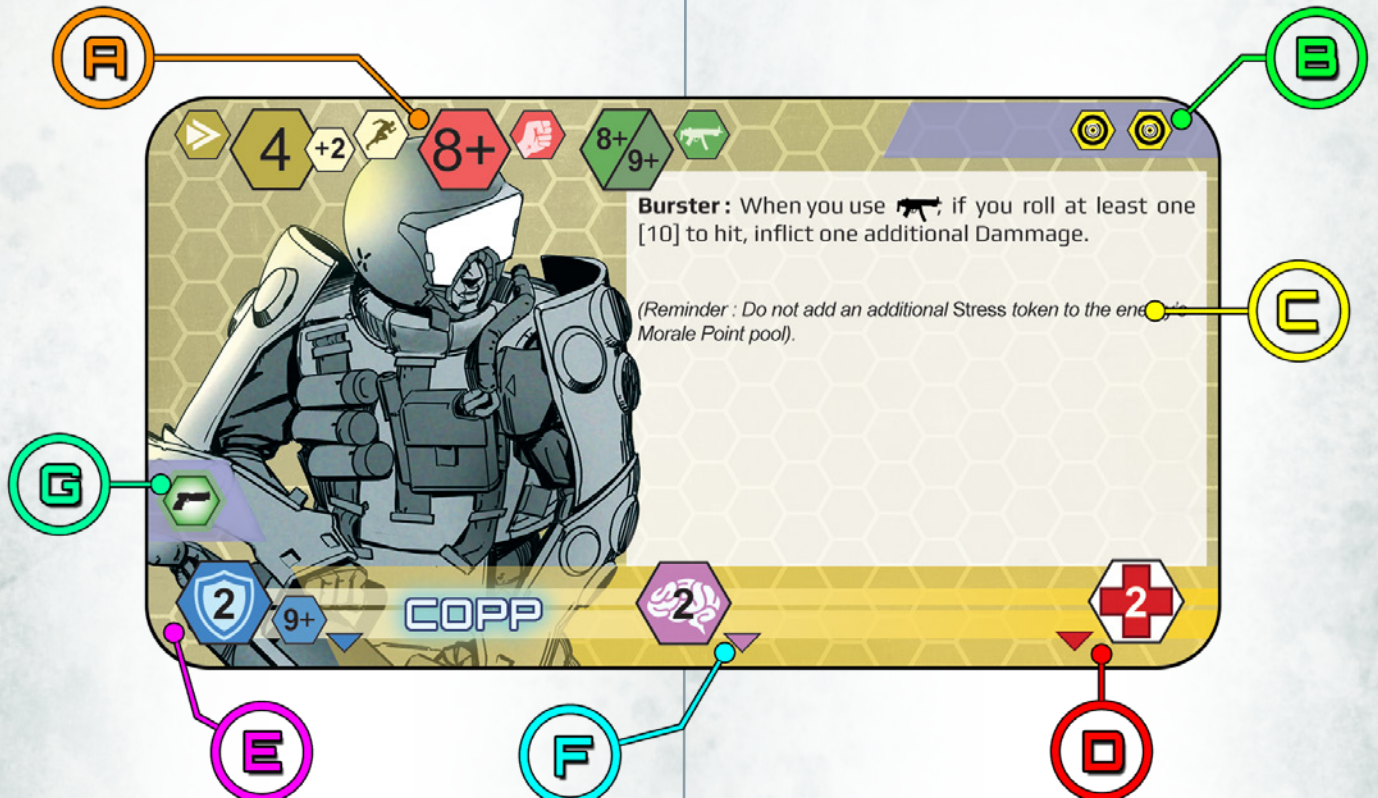 A
B
4 +2 8+ 8+/9+
Burster : When you use , if you roll at least one
[10] to hit, inflict one additional Dammage.
(Reminder : Do not add an additional Stress token to the enemy's
Morale Point pool).
C
G
2 9+ COPP 2 2
E
F
D